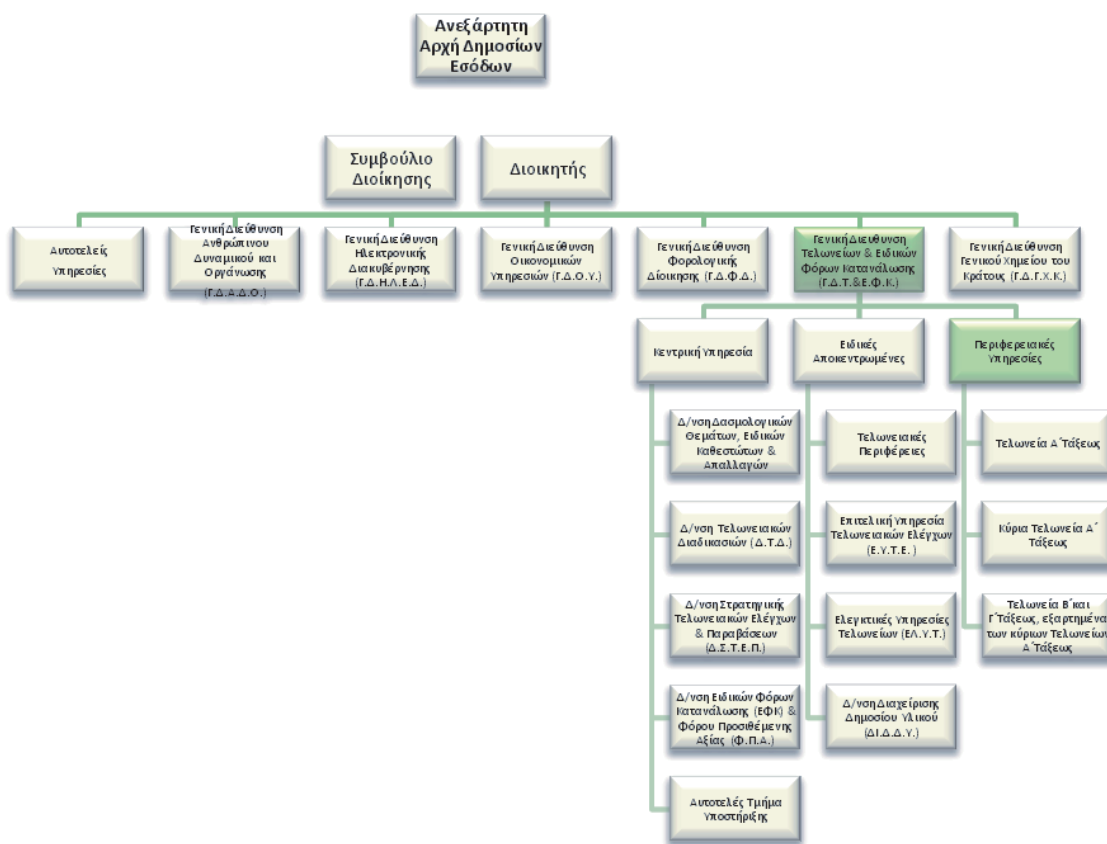 Ανεξάρτητη
Αρχή Δημοσίων
Εσόδων
Συμβούλιο
Διοίκησης
Διοικητής
Αυτοτελείς
Υπηρεσίες
Γενική Διεύθυνση
Ανθρώπινου
Δυναμικού και
Οργάνωσης
(Γ.Δ.Α.Δ.Ο.)
Γενική Διεύθυνση
Ηλεκτρονικής
Διακυβέρνησης
(Γ.Δ.Η.Λ.Ε.Δ.)
Γενική Διεύθυνση
Οικονομικών
Υπηρεσιών (Γ.Δ.Ο.Υ.)
Γενική Διεύθυνση
Φορολογικής
Δίοικησης (Γ.Δ.Φ.Δ.)
Γενική Διευθυνση
Τελωνείων & Ειδικών
Φόρων Κατανάλωσης
(Γ.Δ.Τ.&Ε.Φ.Κ.)
Γενική Διεύθυνση
Γενικού Χημείου του
Κράτους (Γ.Δ.Γ.Χ.Κ.)
Κεντρική Υπηρεσία
Ειδικές
Αποκεντρωμένες
Περιφερειακές
Υπηρεσίες
Δ/νση Δασμολογικών
Θεμάτων, Ειδικών
Καθεστώτων &
Απαλλαγών
Τελωνειακές
Περιφέρειες
Τελωνεία Α΄ Τάξεως
Δ/νση Τελωνειακών
Διαδικασιών (Δ.Τ.Δ.)
Επιτελική Υπηρεσία
Τελωνειακών Ελέγχων
(Ε.Υ.Τ.Ε. )
Κύρια Τελωνεία Α΄
Τάξεως
Δ/νση Στρατηγικής
Τελωνειακών Ελέγχων
& Παραβάσεων
(Δ.Σ.Τ.Ε.Π.)
Ελεγκτικές Υπηρεσίες
Τελωνείων (ΕΛ.Υ.Τ.)
Τελωνεία Β΄ και
Γ΄ Τάξεως, εξαρτημένα
των κύριων Τελωνείων
Α΄ Τάξεως
Δ/νση Ειδικών Φόρων
Κατανάλωσης (ΕΦΚ) &
Φόρου Προσιθέμενης
Αξίας (Φ.Π.Α.)
Δ/νση Διαχείρισης
Δημοσίου Υλικού
(ΔΙ.Δ.Δ.Υ.)
Αυτοτελές Τμήμα
Υποστήριξης